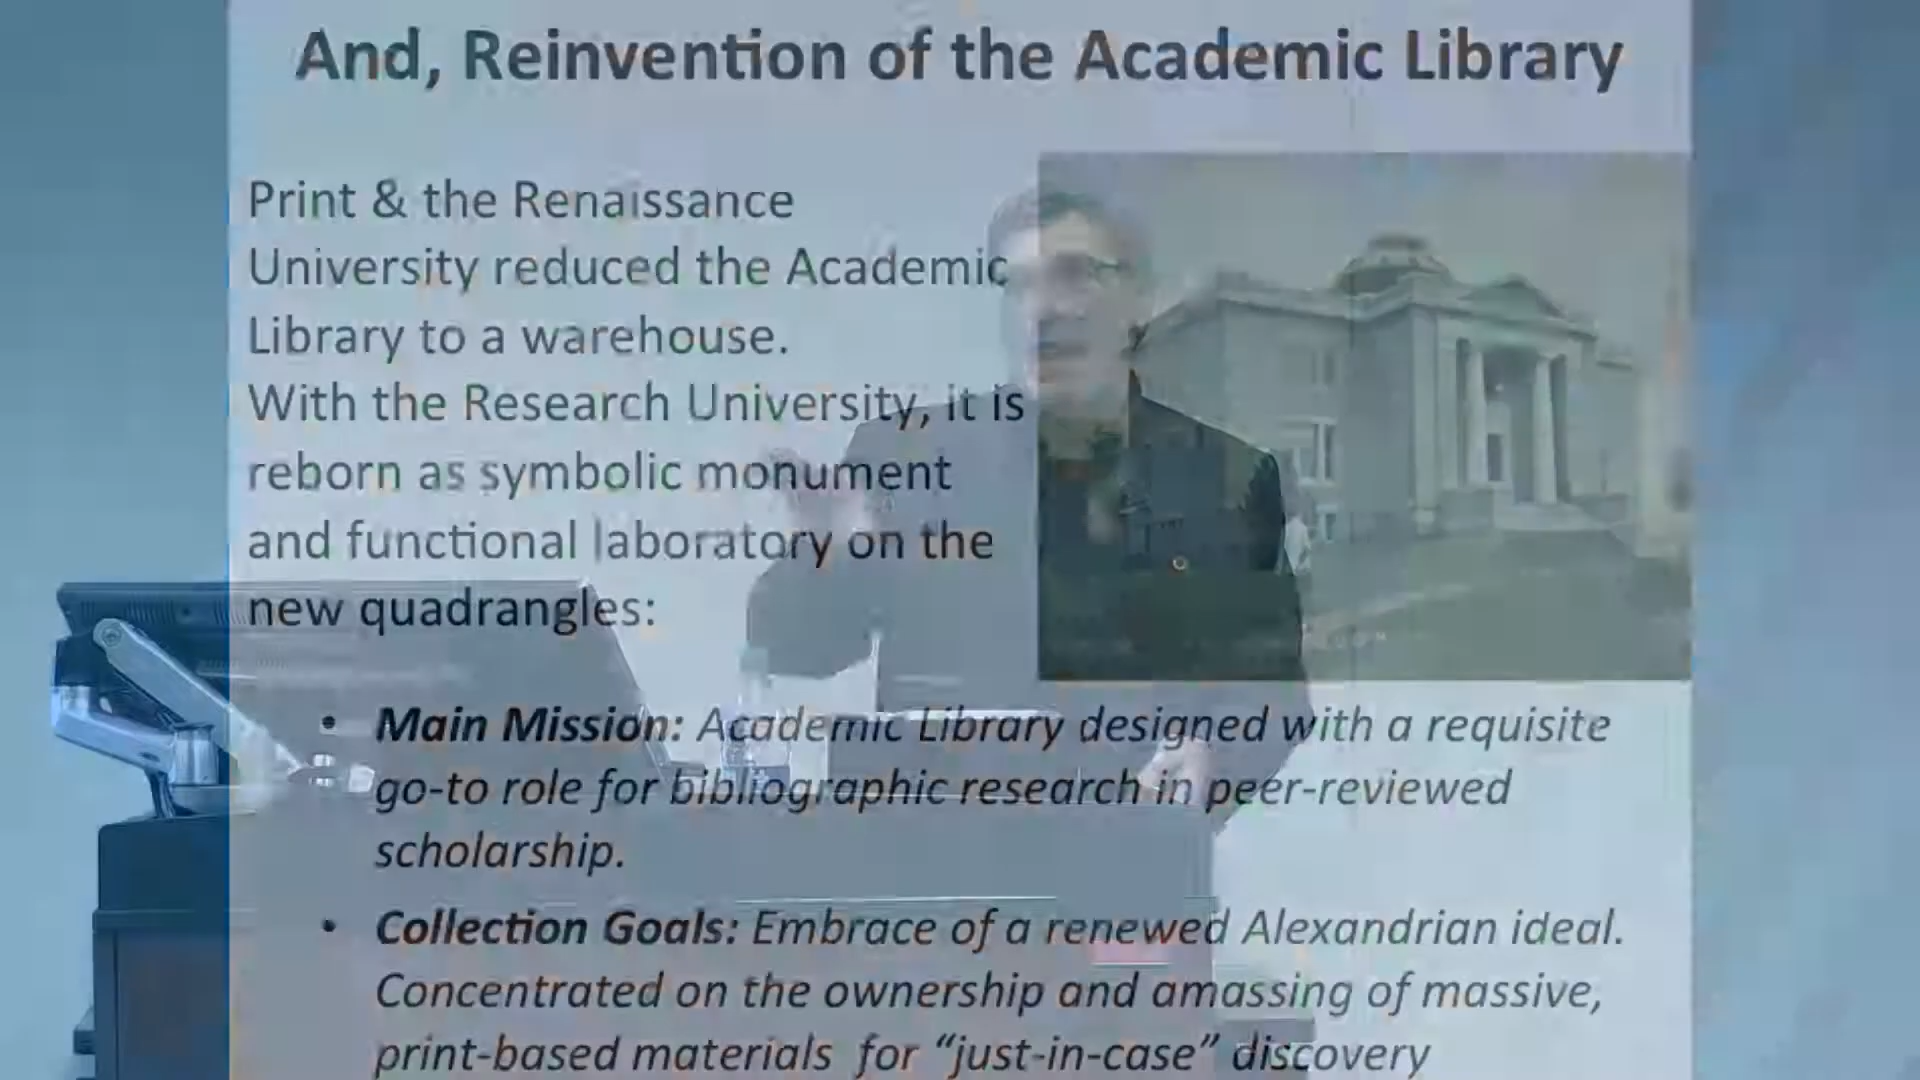 And, Reinvention of the Academic Library
Print & the Renaissance
University reduced the Academic
Library to a warehouse.
With the Research University, it is
reborn as symbolic monument
and functional laboratory on the
new quadrangles:
• Main Mission: Academic Library designed with a requisite
go-to role for bibliographic research in peer-reviewed
scholarship.
• Collection Goals: Embrace of a renewed Alexandrian ideal.
Concentrated on the ownership and amassing of massive,
print-based materials for “just-in-case” discovery